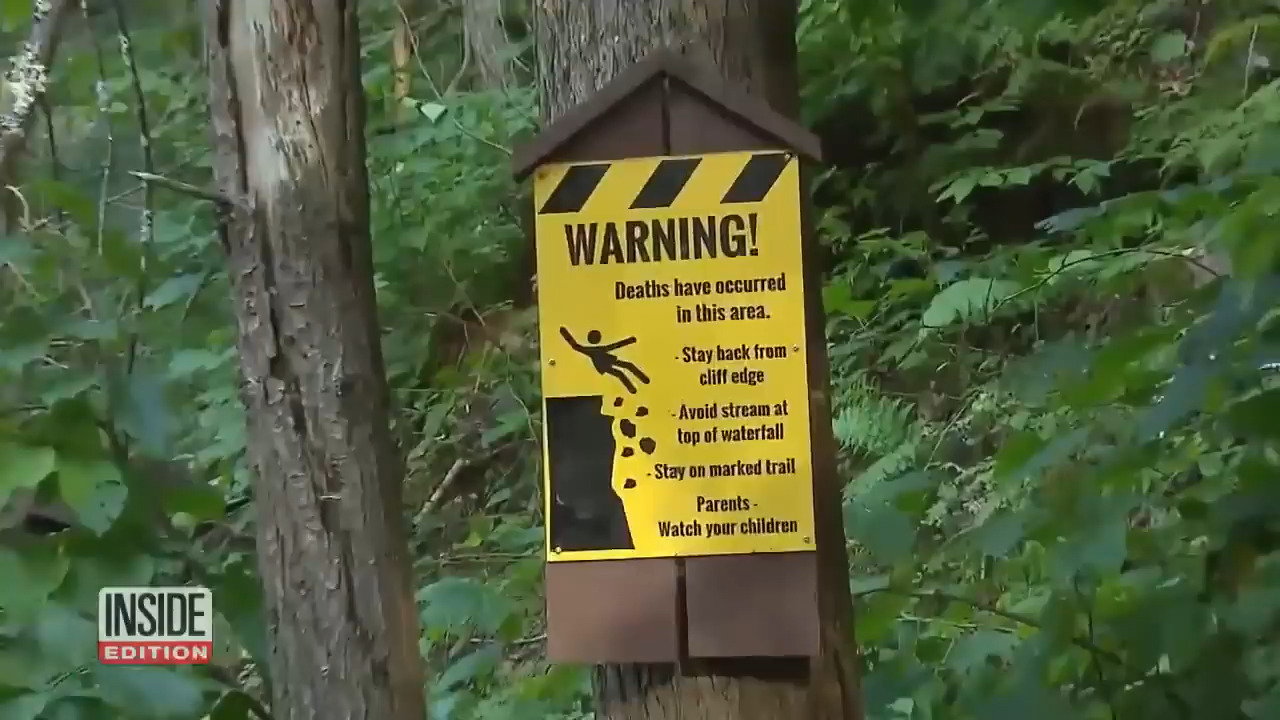 WARNING!
Deaths have occurred
in this area.
- Stay back from
cliff edge
- Avoid stream at
top of waterfall
- Stay on marked trail
Parents -
Watch your children
INSIDE
EDITION